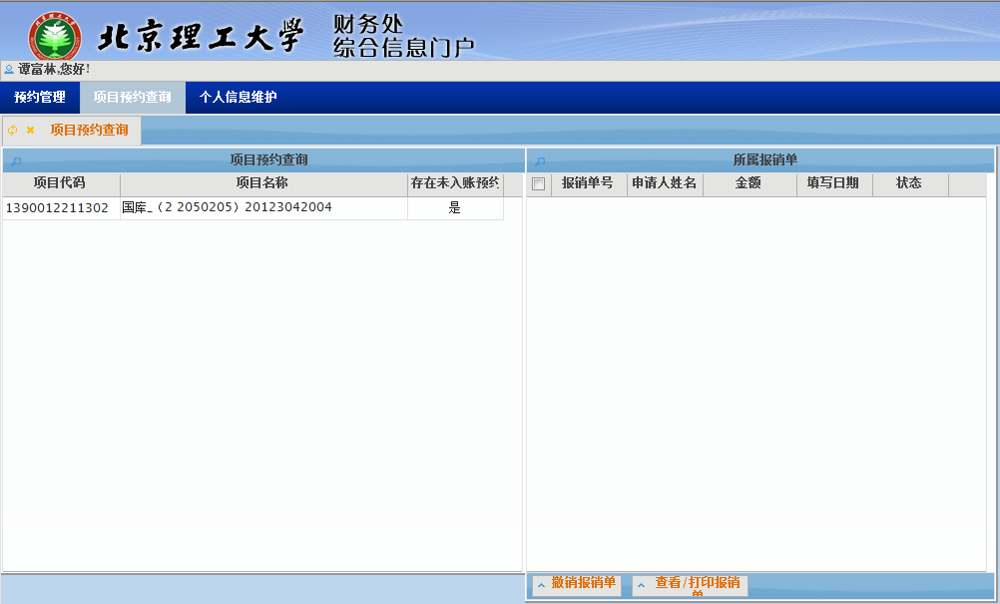 北京理工大学
财务处
综合信息门户
谭富林,您好!
预约管理 项目预约查询 个人信息维护
项目预约查询
项目预约查询
项目代码 项目名称 存在未入账预约
1390012211302 国库_（2 2050205）20123042004 是
所属报销单
报销单号 申请人姓名 金额 填写日期 状态
撤销报销单 查看/打印报销
单